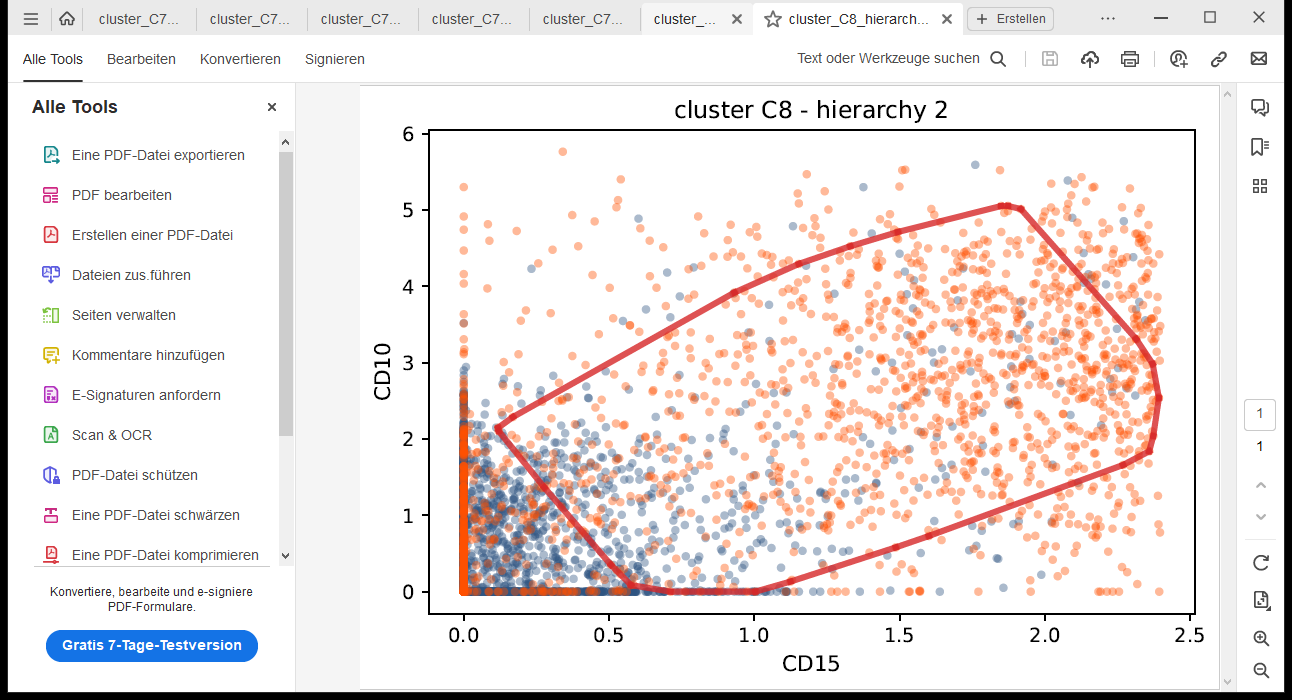 cluster_C7...
cluster_C7...
cluster_C7...
cluster_C7...
cluster_C7...
cluster_...
cluster_C8_hierarch...
Erstellen
Alle Tools
Bearbeiten
Konvertieren
Signieren
Text oder Werkzeuge suchen
Alle Tools
Eine PDF-Datei exportieren
PDF bearbeiten
Erstellen einer PDF-Datei
Dateien zus.führen
Seiten verwalten
Kommentare hinzufügen
E-Signaturen anfordern
Scan & OCR
PDF-Datei schützen
Eine PDF-Datei schwärzen
Eine PDF-Datei komprimieren
Konvertiere, bearbeite und e-signiere
PDF-Formulare.
Gratis 7-Tage-Testversion
cluster C8 - hierarchy 2
6
5
4
3
2
1
0
CD10
0.0
0.5
1.0
1.5
2.0
2.5
CD15
1
1